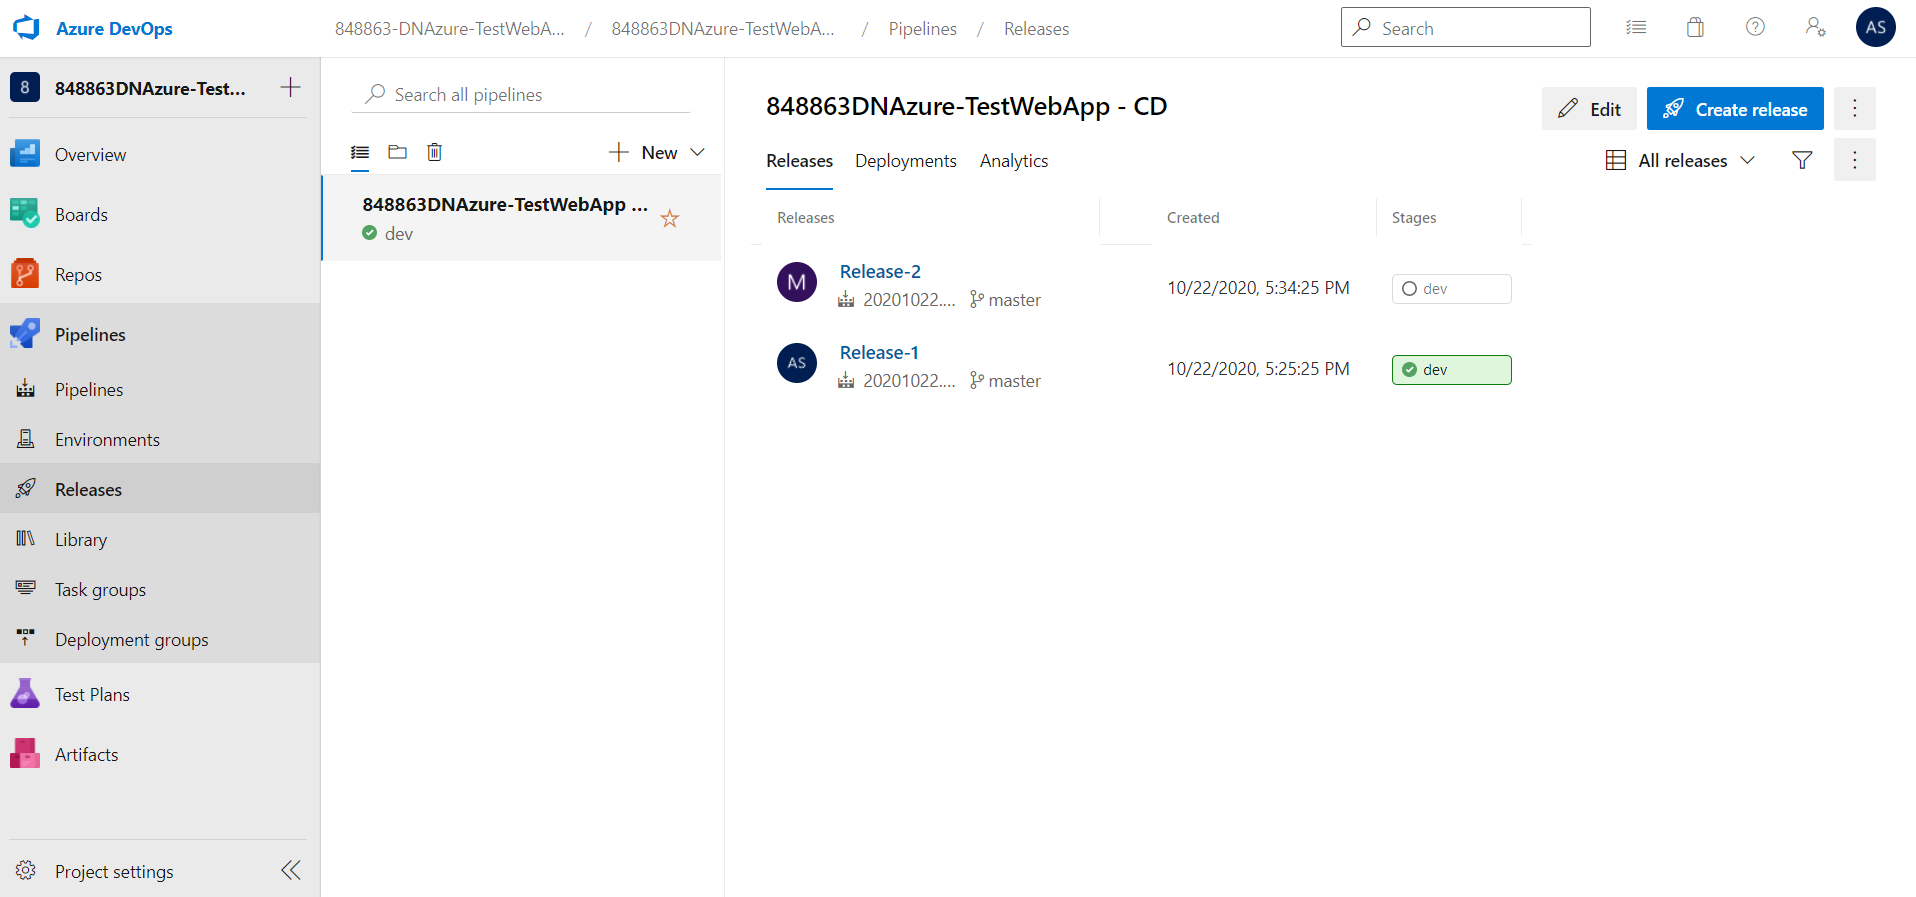 Azure DevOps
848863-DNAzure-TestWebA... / 848863DNAzure-TestWebA... / Pipelines / Releases
Search
AS
8
848863DNAzure-Test...
Overview
Boards
Repos
Pipelines
Pipelines
Environments
Releases
Library
Task groups
Deployment groups
Test Plans
Artifacts
Project settings
Search all pipelines
New
848863DNAzure-TestWebApp ...
dev
848863DNAzure-TestWebApp - CD
Edit
Create release
Releases Deployments Analytics
All releases
Releases Created Stages
M
Release-2
20201022.... master
10/22/2020, 5:34:25 PM
dev
AS
Release-1
20201022.... master
10/22/2020, 5:25:25 PM
dev